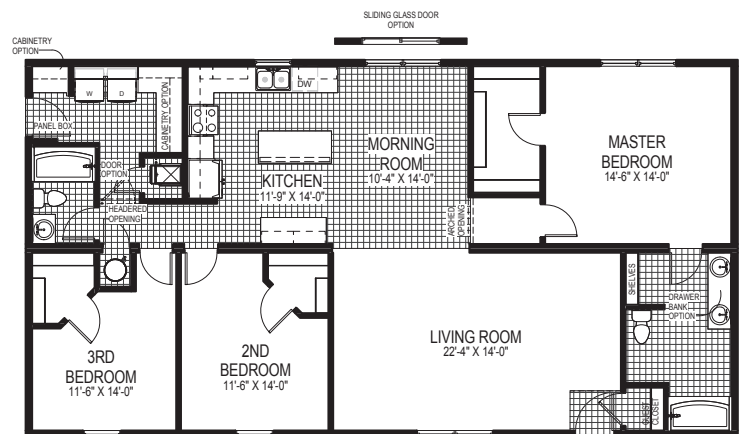 SLIDING GLASS DOOR
OPTION
CABINETRY
OPTION
W
D
DW
PANEL BOX
CABINETRY OPTION
DOOR
OPTION
HEADERED
OPENING
KITCHEN
11'-9" X 14'-0"
MORNING
ROOM
10'-4" X 14'-0"
ARCHED
OPENING
MASTER
BEDROOM
14'-6" X 14'-0"
SHELVES
DRAWER
BANK
OPTION
3RD
BEDROOM
11'-6" X 14'-0"
2ND
BEDROOM
11'-6" X 14'-0"
LIVING ROOM
22'-4" X 14'-0"
GUEST
CLOSET